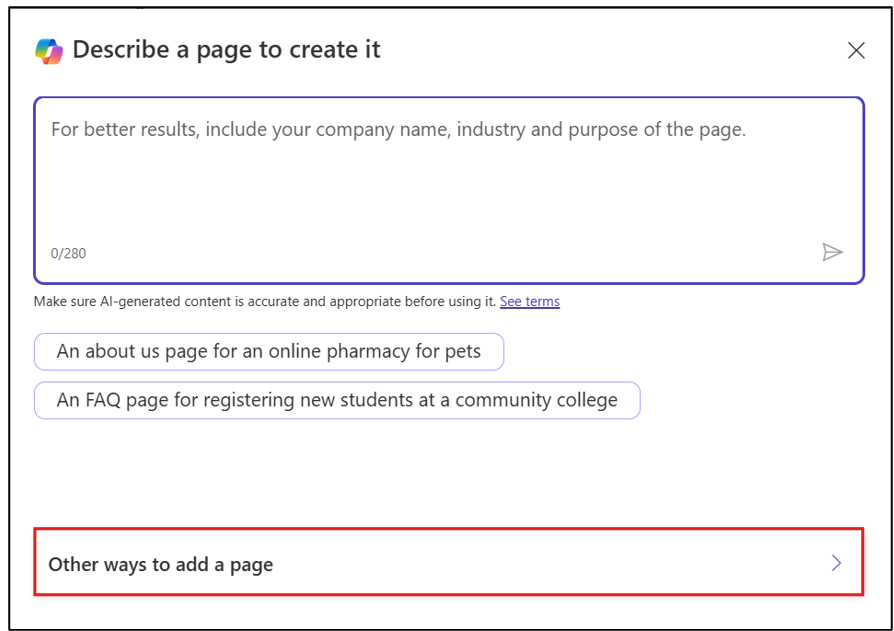 Describe a page to create it
For better results, include your company name, industry and purpose of the page.
0/280
Make sure AI-generated content is accurate and appropriate before using it. See terms
An about us page for an online pharmacy for pets
An FAQ page for registering new students at a community college
Other ways to add a page